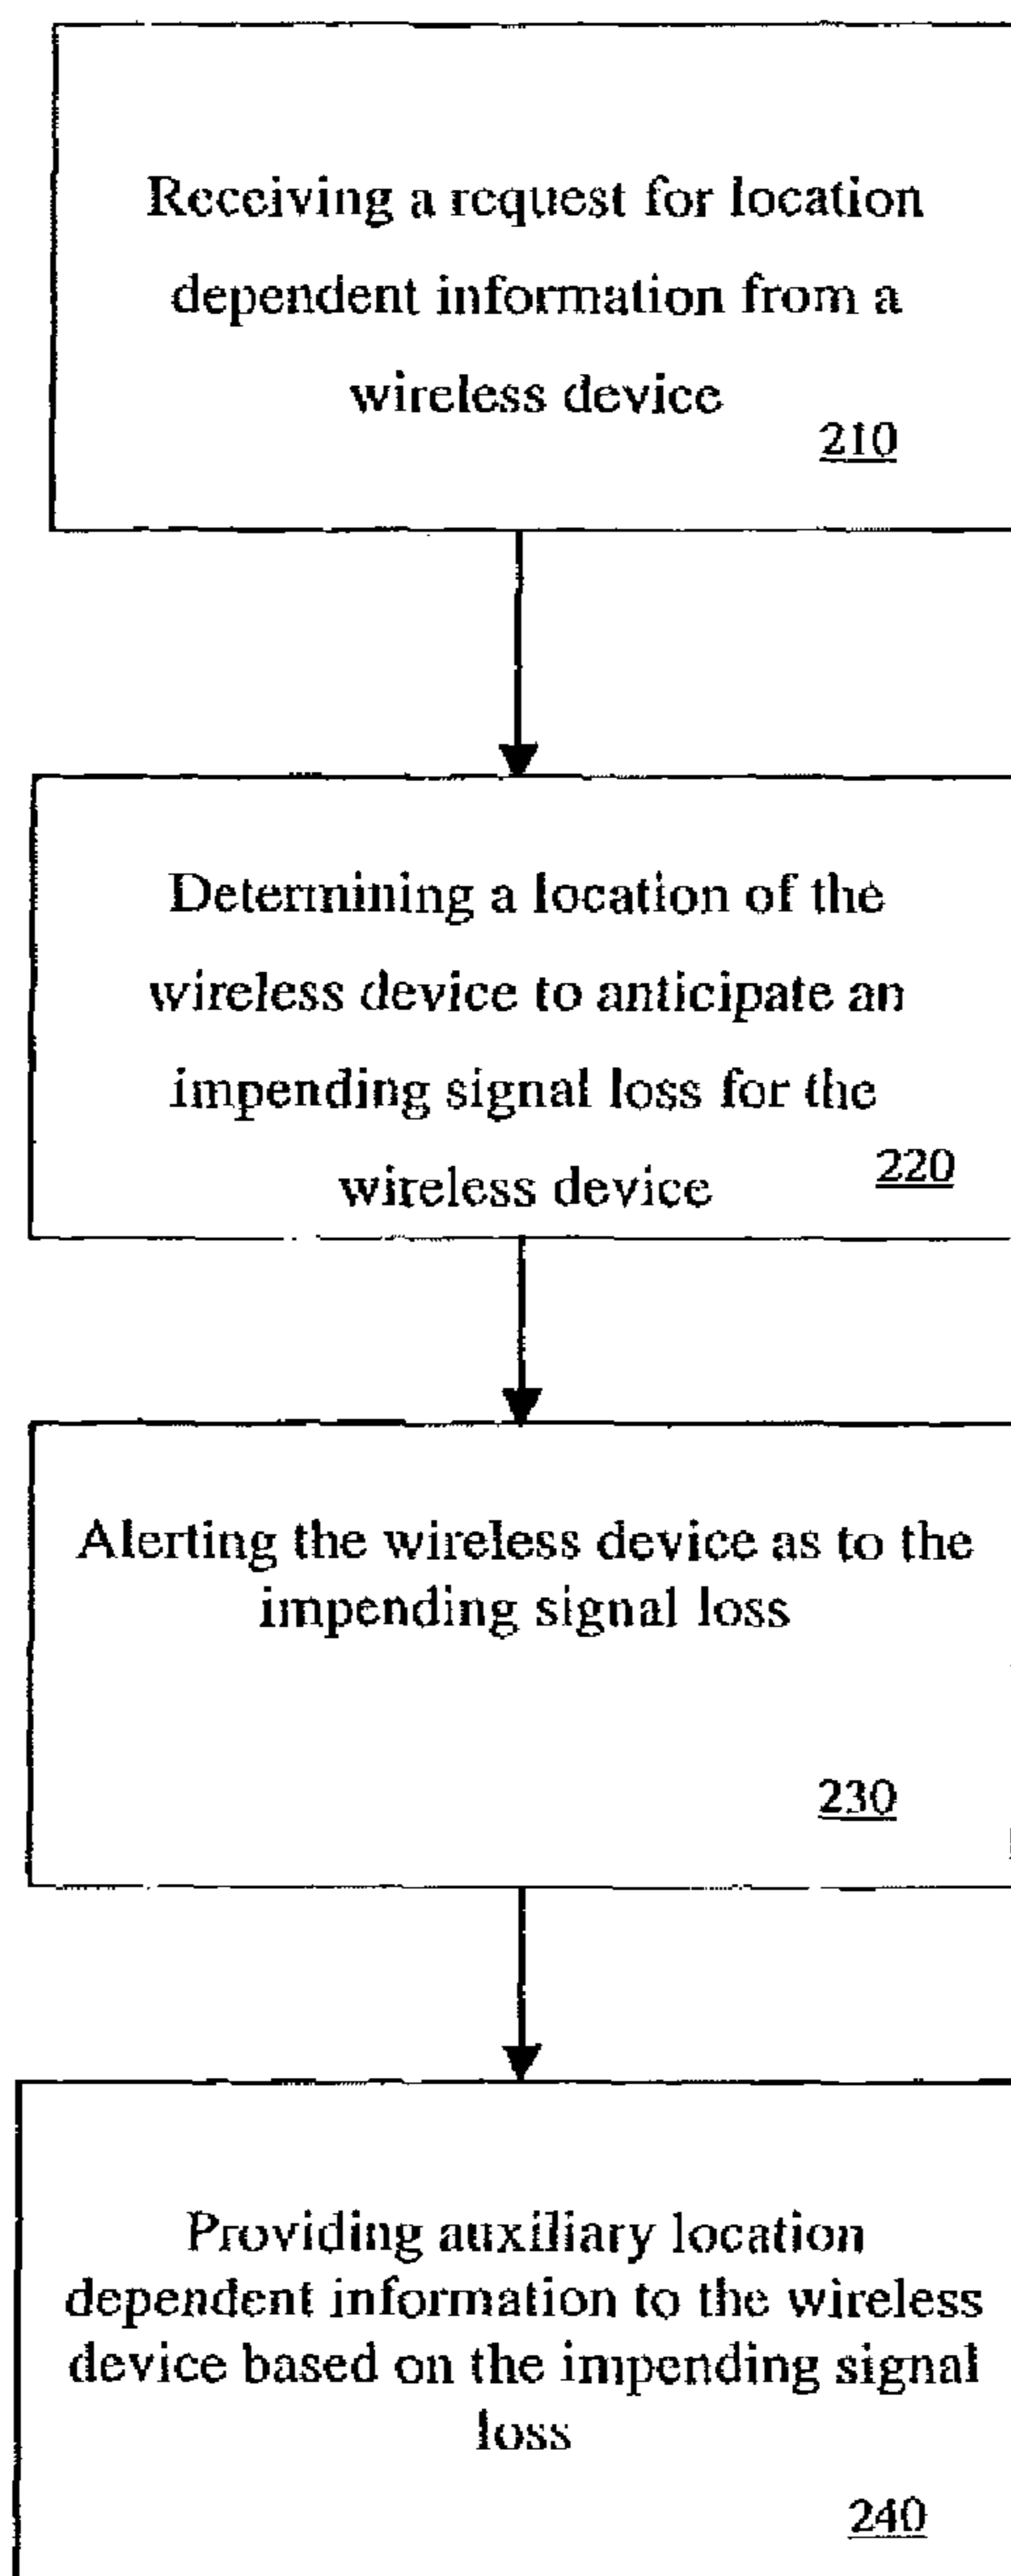 Receiving a request for location
dependent information from a
wireless device
210
Determining a location of the
wireless device to anticipate an
impending signal loss for the
wireless device
220
Alerting the wireless device as to the
impending signal loss
230
Providing auxiliary location
dependent information to the wireless
device based on the impending signal
loss
240